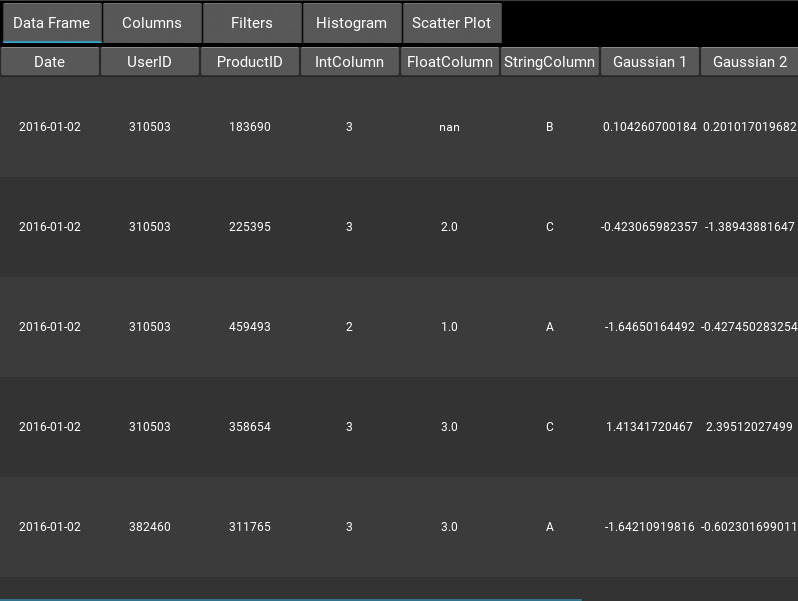 Data Frame Columns Filters Histogram Scatter Plot
Date UserID ProductID IntColumn FloatColumn StringColumn Gaussian 1 Gaussian 2
2016-01-02 310503 183690 3 nan B 0.104260700184 0.201017019682
2016-01-02 310503 225395 3 2.0 C -0.423065982357 -1.38943881647
2016-01-02 310503 459493 2 1.0 A -1.64650164492 -0.427450283254
2016-01-02 310503 358654 3 3.0 C 1.41341720467 2.39512027499
2016-01-02 382460 311765 3 3.0 A -1.64210919816 -0.602301699011